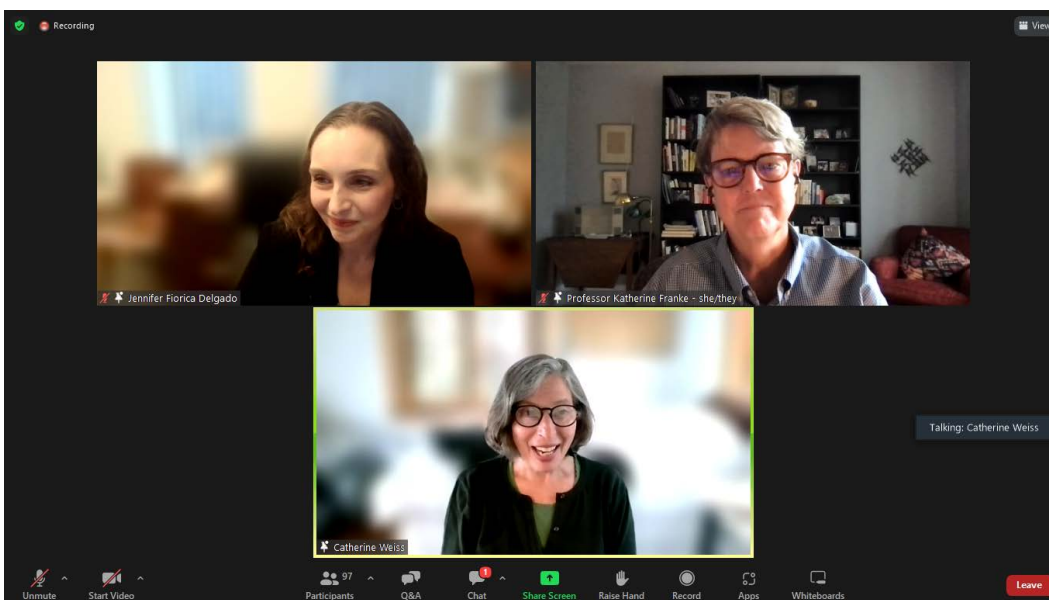 Recording
View
Jennifer Fiorica Delgado
Professor Katherine Franke - she/they
Talking: Catherine Weiss
Catherine Weiss
97
1
Unmute
Start Video
Participants
Q&A
Chat
Share Screen
Raise Hand
Record
Apps
Whiteboards
Leave